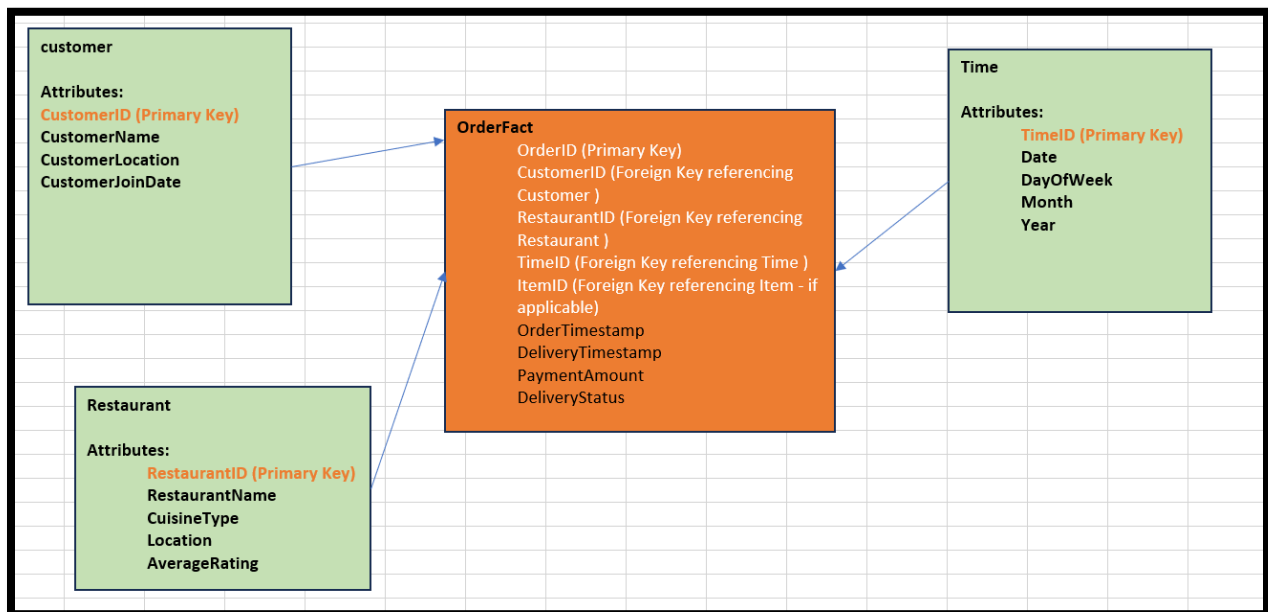 customer
Attributes:
CustomerID (Primary Key)
CustomerName
CustomerLocation
CustomerJoinDate
OrderFact
OrderID (Primary Key)
CustomerID (Foreign Key referencing
Customer )
RestaurantID (Foreign Key referencing
Restaurant )
TimeID (Foreign Key referencing Time )
ItemID (Foreign Key referencing Item - if
applicable)
OrderTimestamp
DeliveryTimestamp
PaymentAmount
DeliveryStatus
Time
Attributes:
TimeID (Primary Key)
Date
DayOfWeek
Month
Year
Restaurant
Attributes:
RestaurantID (Primary Key)
RestaurantName
CuisineType
Location
AverageRating